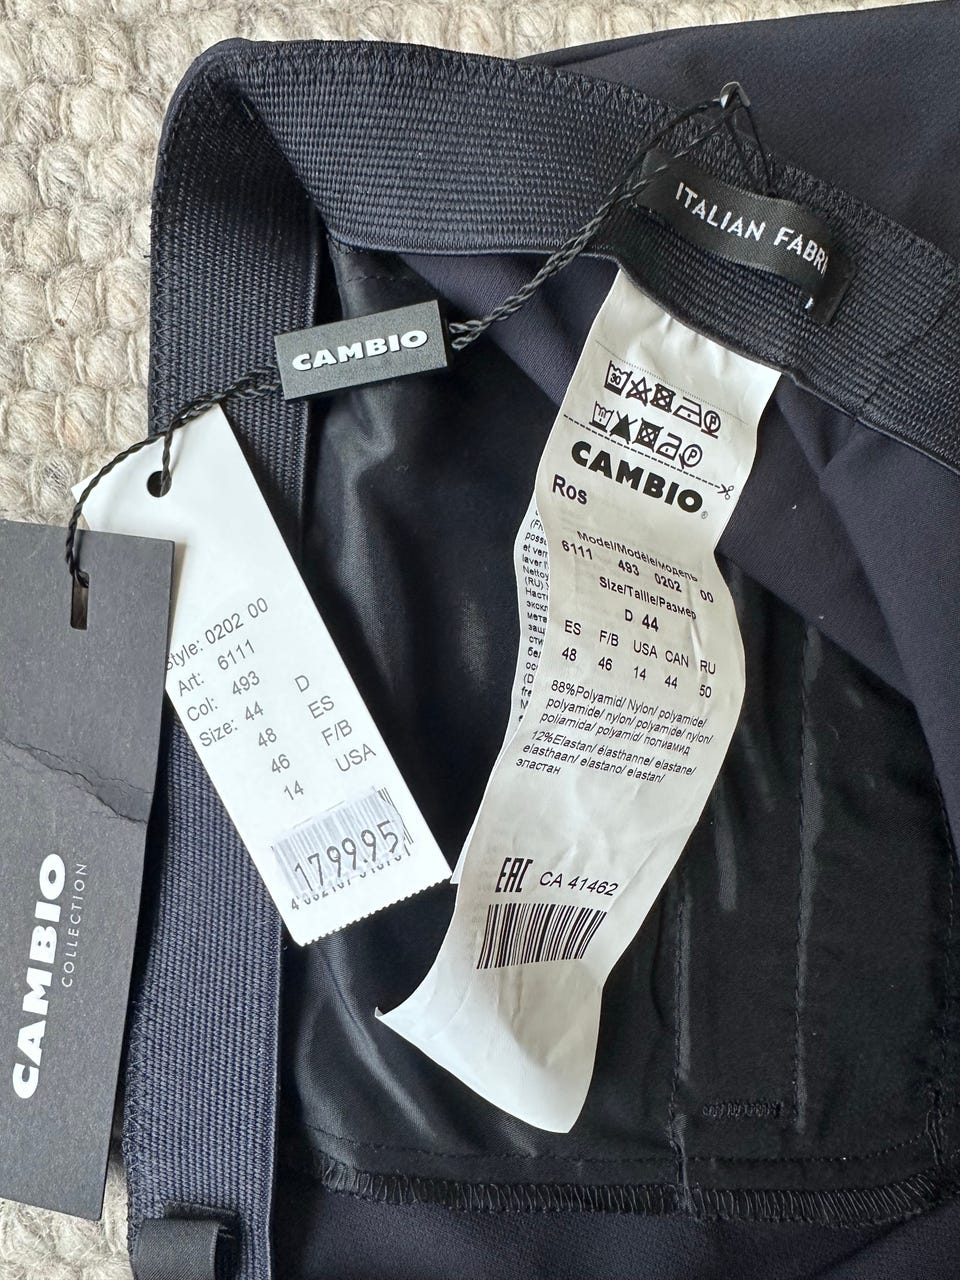 ITALIAN FABRI
CAMBIO
30
CAMBIO®
Ros
Model/Modèle/модель
6111 493 0202 00
Size/Taille/Размер
D 44
ES F/B USA CAN RU
48 46 14 44 50
88%Polyamid/ Nylon/ polyamide/
polyamide/ nylon/ polyamide/ nylon/
poliamida/ polyamid/ полиамид
12%Elastan/ élasthanne/ elastane/
elasthaan/ elastano/ elastan/
эластан
EAC CA 41462
Style: 0202 00
Art: 6111
Col: 493
Size: 44 D
48 ES
46 F/B
14 USA
179995
CAMBIO
COLLECTION